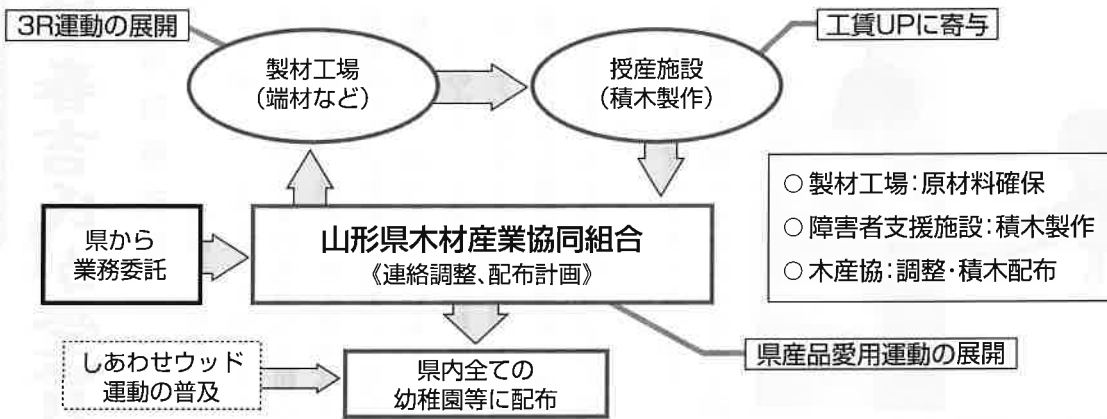 3R運動の展開
工賃UPに寄与
製材工場
(端材など)
授産施設
(積木製作)
○製材工場:原材料確保
○障害者支援施設:積木製作
○木産協:調整・積木配布
県から
業務委託
山形県木材産業協同組合
《連絡調整、配布計画》
しあわせウッド
運動の普及
県内全ての
幼稚園等に配布
県産品愛用運動の展開